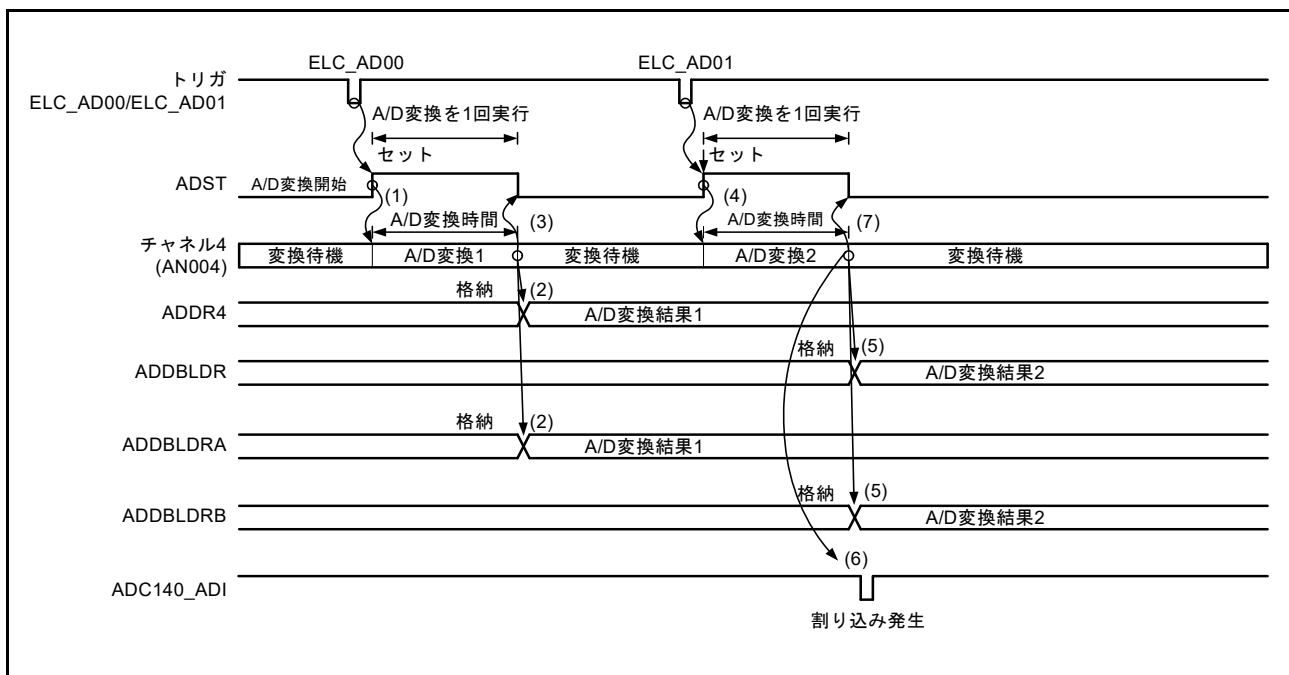 ELC_AD00
ELC_AD01
トリガ
ELC_AD00/ELC_AD01
A/D変換を1回実行
A/D変換を1回実行
セット
セット
ADST
A/D変換開始
(1)
(4)
A/D変換時間
(3)
A/D変換時間
(7)
チャネル4
(AN004)
変換待機
A/D変換1
変換待機
A/D変換2
変換待機
格納
(2)
ADDR4
A/D変換結果1
格納
(5)
ADDBLDR
A/D変換結果2
格納
(2)
ADDBLDRA
A/D変換結果1
格納
(5)
ADDBLDRB
A/D変換結果2
(6)
ADC140_ADI
割り込み発生